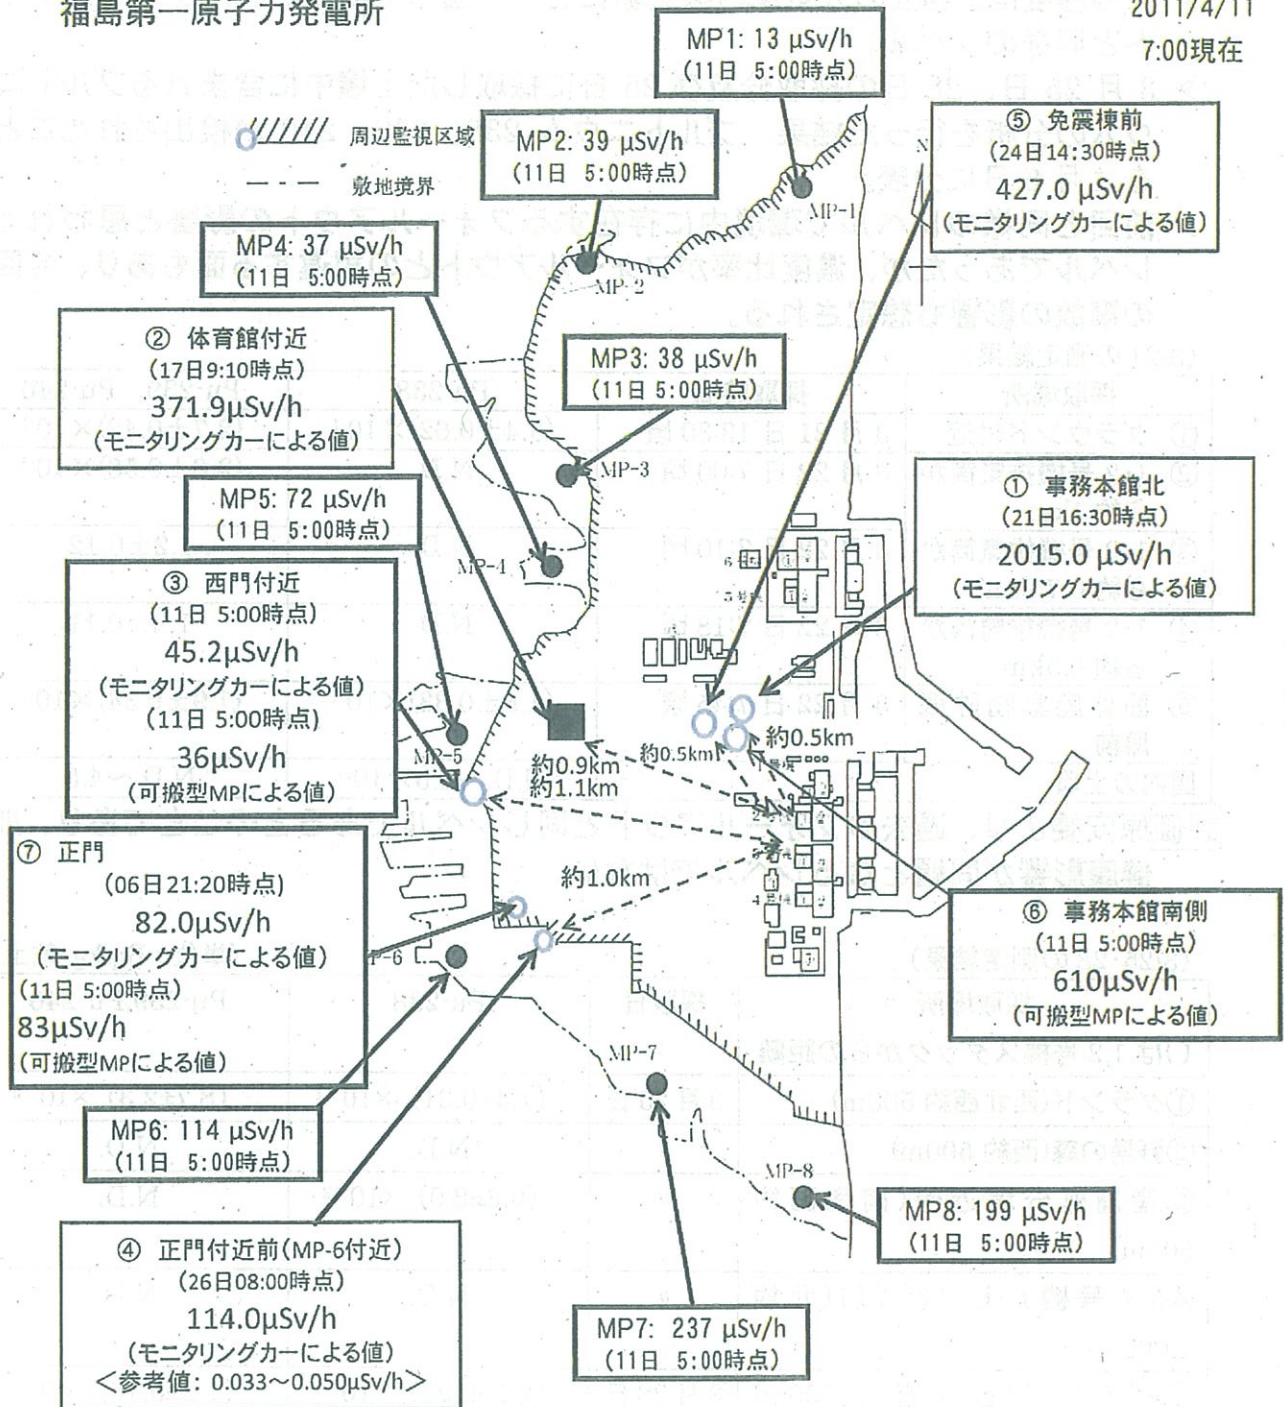 福島第一原子力発電所
2011/4/11
7:00現在
周辺監視区域
敷地境界
MP1: 13 μSv/h
(11日 5:00時点)
MP2: 39 μSv/h
(11日 5:00時点)
⑤ 免震棟前
(24日14:30時点)
427.0 μSv/h
(モニタリングカーによる値)
N
MP-1
MP4: 37 μSv/h
(11日 5:00時点)
MP-2
② 体育館付近
(17日9:10時点)
371.9μSv/h
(モニタリングカーによる値)
MP3: 38 μSv/h
(11日 5:00時点)
MP-3
① 事務本館北
(21日16:30時点)
2015.0 μSv/h
(モニタリングカーによる値)
MP5: 72 μSv/h
(11日 5:00時点)
MP-4
③ 西門付近
(11日 5:00時点)
45.2μSv/h
(モニタリングカーによる値)
(11日 5:00時点)
36μSv/h
(可搬型MPによる値)
MP-5
約0.9km
約1.1km
約0.5km
約0.5km
⑦ 正門
(06日21:20時点)
82.0μSv/h
(モニタリングカーによる値)
(11日 5:00時点)
83μSv/h
(可搬型MPによる値)
約1.0km
P-6
⑥ 事務本館南側
(11日 5:00時点)
610μSv/h
(可搬型MPによる値)
MP-7
MP6: 114 μSv/h
(11日 5:00時点)
MP-8
MP8: 199 μSv/h
(11日 5:00時点)
④ 正門付近前(MP-6付近)
(26日08:00時点)
114.0μSv/h
(モニタリングカーによる値)
<参考値: 0.033～0.050μSv/h>
MP7: 237 μSv/h
(11日 5:00時点)